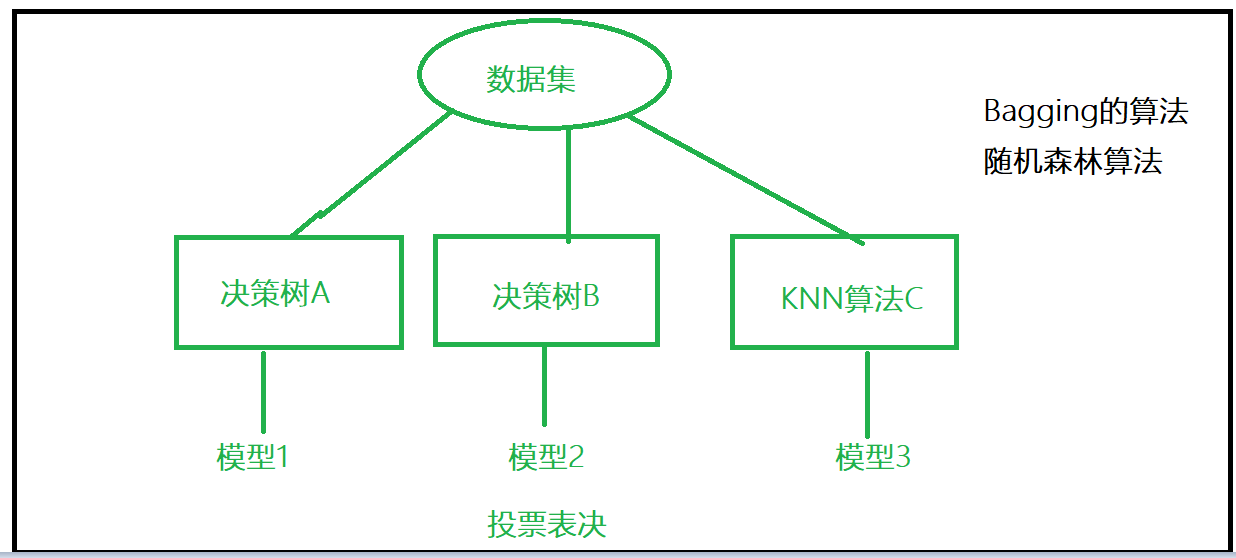 数据集
Bagging的算法
随机森林算法
决策树A
决策树B
KNN算法C
模型1
模型2
模型3
投票表决